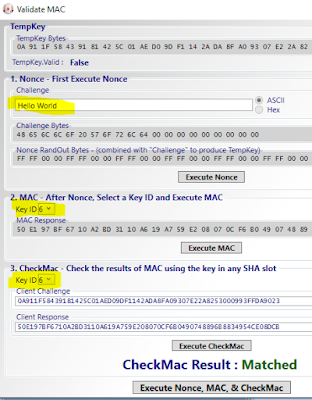 Validate MAC
TempKey
TempKey Bytes
0A 91 1F 58 43 91 81 42 5C 01 AE D0 9D F1 14 2A DA 8F A0 93 07 E2 2A 82
TempKey.Valid : False
1. Nonce - First Execute Nonce
Challenge
Hello World
ASCII
Hex
Challenge Bytes
48 65 6C 6C 6F 20 57 6F 72 6C 64 00 00 00 00 00 00 00 00 00
Nonce RandOut Bytes - (combined with "Challenge" to produce TempKey)
FF FF 00 00 FF FF 00 00 FF FF 00 00 FF FF 00 00 FF FF 00 00 FF FF 00 00
Execute Nonce
2. MAC - After Nonce, Select a Key ID and Execute MAC
Key ID 6
MAC Response
50 E1 97 BF 67 10 A2 BD 31 10 A6 19 A7 59 E2 08 07 0C F6 B0 49 07 48 89
Execute MAC
3. CheckMac - Check the results of MAC using the key in any SHA slot
Key ID 6
Client Challenge
0A911F58439181425C01AED09DF1142ADA8FA09307E22A8253000993FFDA9023
Client Response
50E197BF6710A2BD3110A619A759E208070CF6B04907488968834954CE08DCB
Execute CheckMac
CheckMac Result : Matched
Execute Nonce, MAC, & CheckMac